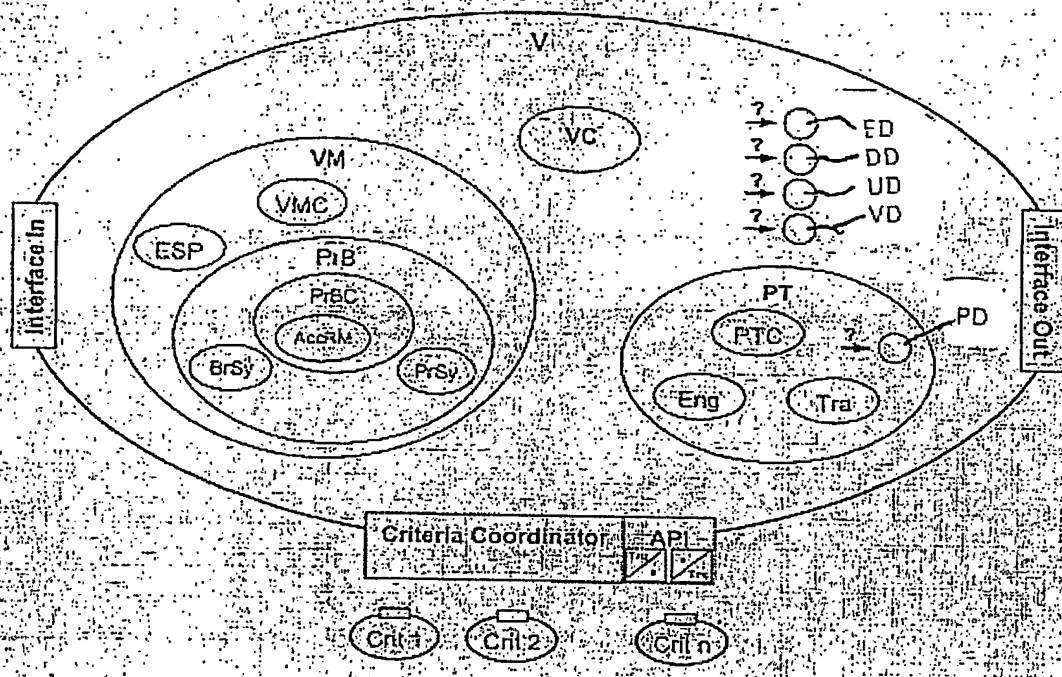 V
VC
VM
VMC
ESP
PrB
PrBC
AccRM
BrSy
PrSy
? ED
? DD
? UD
? VD
PT
PTC
? PD
Eng
Tra
Interface In
Interface Out
Criteria Coordinator
API
Crit 1
Crit 2
Crit n